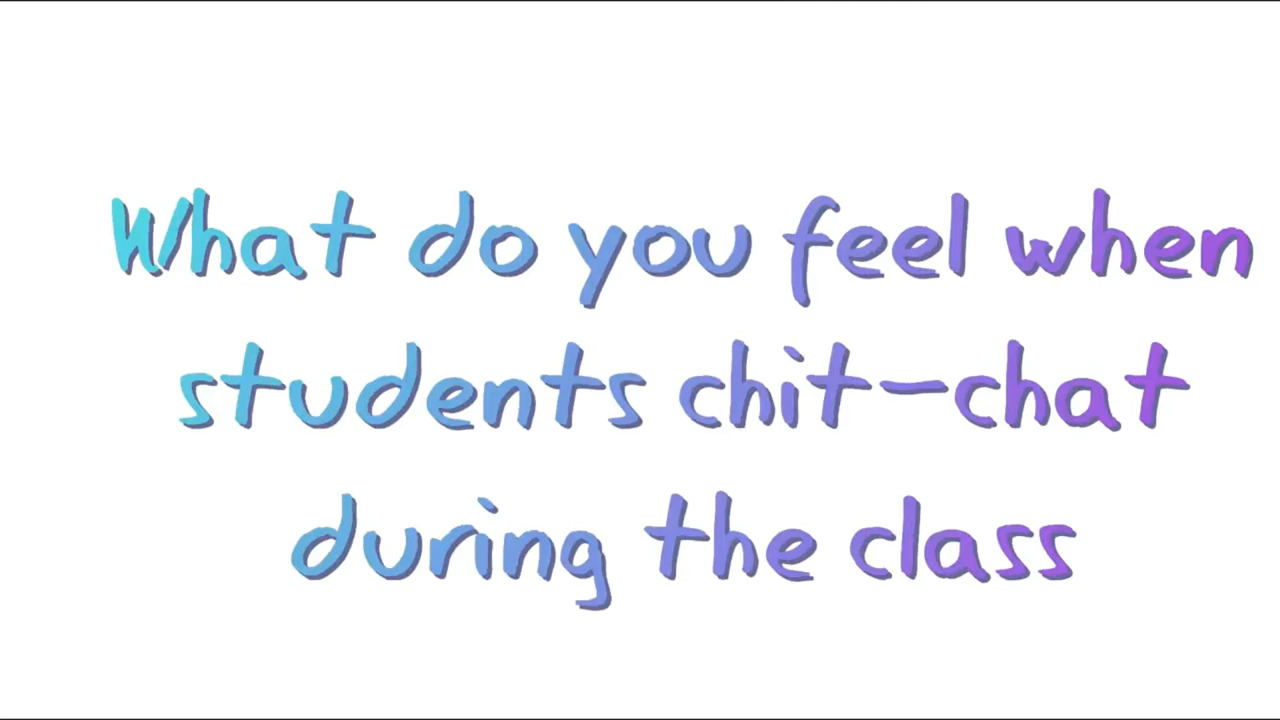 What do you feel when
students chit-chat
during the class